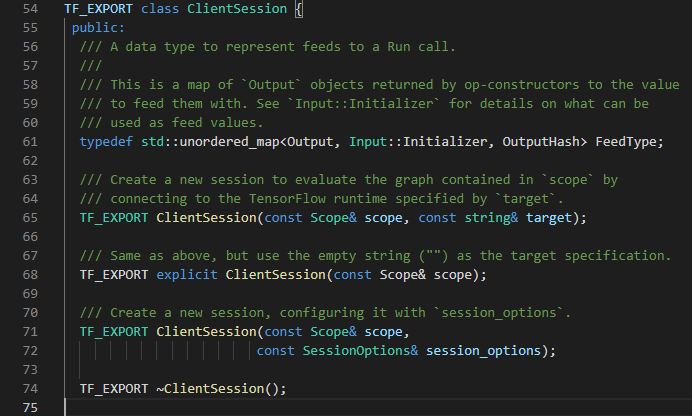 54 TF_EXPORT class ClientSession {
55 public:
56 /// A data type to represent feeds to a Run call.
57 ///
58 /// This is a map of `Output` objects returned by op-constructors to the value
59 /// to feed them with. See `Input::Initializer` for details on what can be
60 /// used as feed values.
61 typedef std::unordered_map<Output, Input::Initializer, OutputHash> FeedType;
62
63 /// Create a new session to evaluate the graph contained in `scope` by
64 /// connecting to the TensorFlow runtime specified by `target`.
65 TF_EXPORT ClientSession(const Scope& scope, const string& target);
66
67 /// Same as above, but use the empty string ("") as the target specification.
68 TF_EXPORT explicit ClientSession(const Scope& scope);
69
70 /// Create a new session, configuring it with `session_options`.
71 TF_EXPORT ClientSession(const Scope& scope,
72 const SessionOptions& session_options);
73
74 TF_EXPORT ~ClientSession();
75